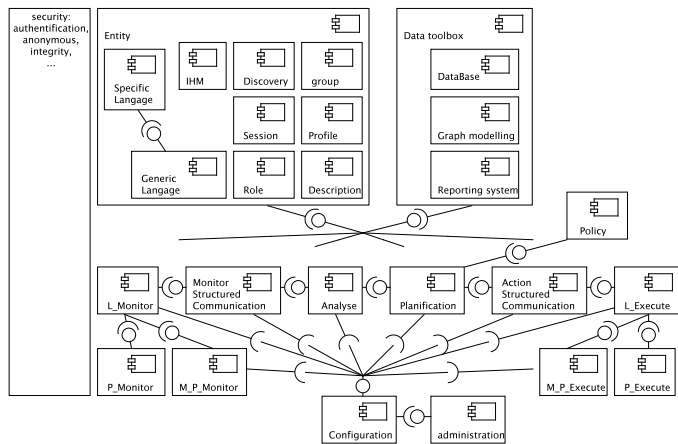 security:
authentification,
anonymous,
integrity,
...
Entity
Data toolbox
Specific
Langage
IHM
Discovery
group
DataBase
Session
Profile
Graph modelling
Generic
Langage
Role
Description
Reporting system
Policy
L_Monitor
Monitor
Structured
Communication
Analyse
Planification
Action
Structured
Communication
L_Execute
P_Monitor
M_P_Monitor
M_P_Execute
P_Execute
Configuration
administration